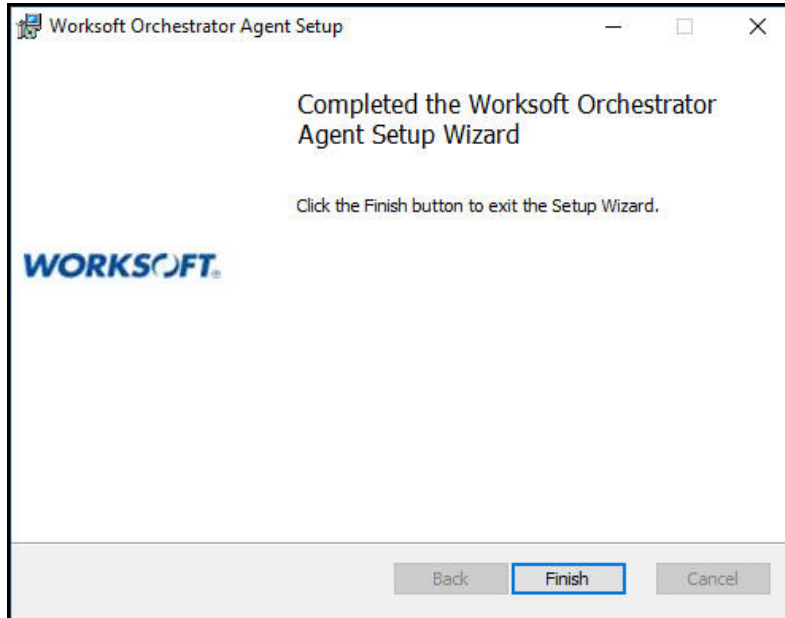 Worksoft Orchestrator Agent Setup
Completed the Worksoft Orchestrator
Agent Setup Wizard
Click the Finish button to exit the Setup Wizard.
WORKSOFT®
Back Finish Cancel